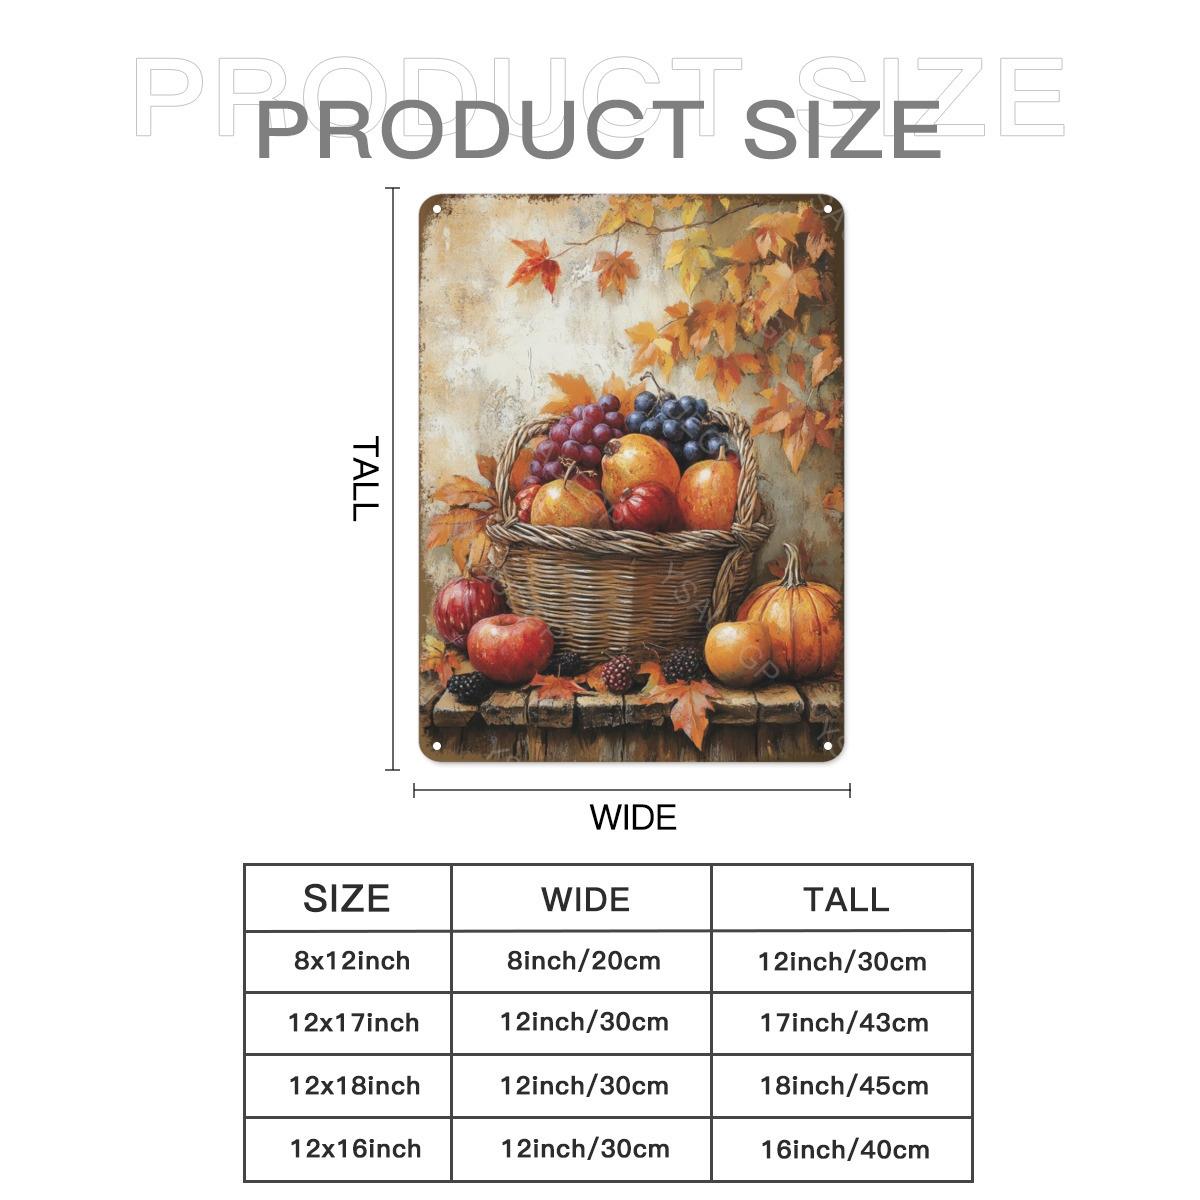 PRODUCT SIZE
PRODUCT SIZE
TALL
WIDE
SIZE WIDE TALL
8x12inch 8inch/20cm 12inch/30cm
12x17inch 12inch/30cm 17inch/43cm
12x18inch 12inch/30cm 18inch/45cm
12x16inch 12inch/30cm 16inch/40cm